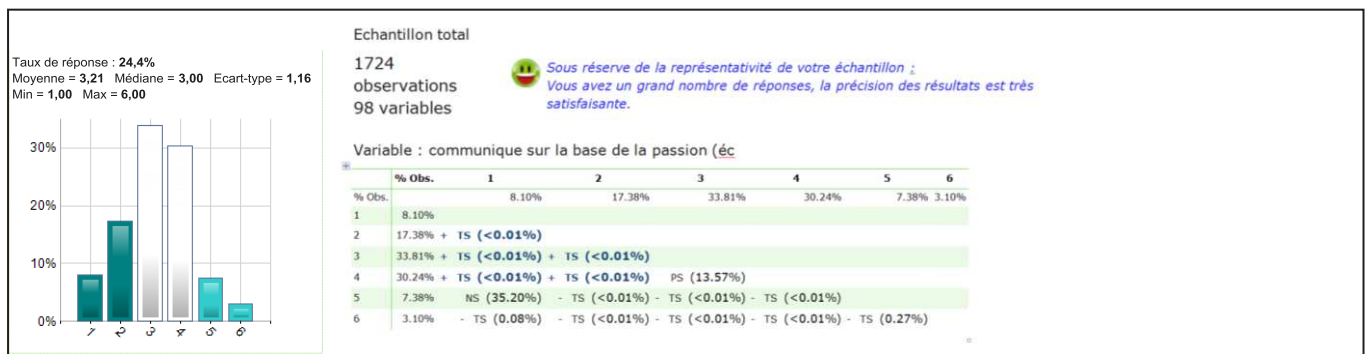 Taux de réponse : 24,4%
Moyenne = 3,21 Médiane = 3,00 Ecart-type = 1,16
Min = 1,00 Max = 6,00
30%
20%
10%
0%
1 2 3 4 5 6
Echantillon total
1724
observations
98 variables
Sous réserve de la représentativité de votre échantillon :
Vous avez un grand nombre de réponses, la précision des résultats est très
satisfaisante.
Variable : communique sur la base de la passion (éc
% Obs. 1 2 3 4 5 6
% Obs. 8.10% 17.38% 33.81% 30.24% 7.38% 3.10%
1 8.10%
2 17.38% + TS (<0.01%)
3 33.81% + TS (<0.01%) + TS (<0.01%)
4 30.24% + TS (<0.01%) + TS (<0.01%) PS (13.57%)
5 7.38% NS (35.20%) - TS (<0.01%) - TS (<0.01%) - TS (<0.01%)
6 3.10% - TS (0.08%) - TS (<0.01%) - TS (<0.01%) - TS (<0.01%) - TS (0.27%)